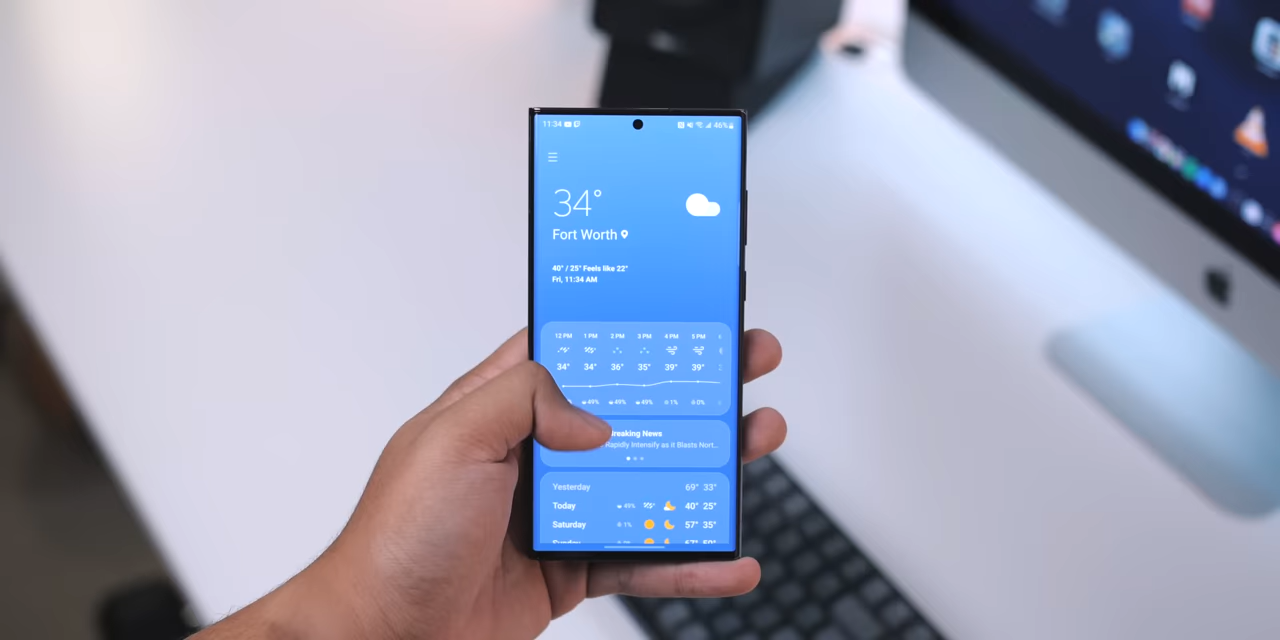 11:34 46%
34°
Fort Worth
40° / 25° Feels like 22°
Fri, 11:34 AM
12 PM 1 PM 2 PM 3 PM 4 PM 5 PM
34° 34° 36° 35° 39° 39°
49% 49% 49% 1% 0%
Breaking News
Rapidly Intensify as it Blasts Nort...
Yesterday 69° 33°
Today 49% 40° 25°
Saturday 1% 57° 35°
Sunday